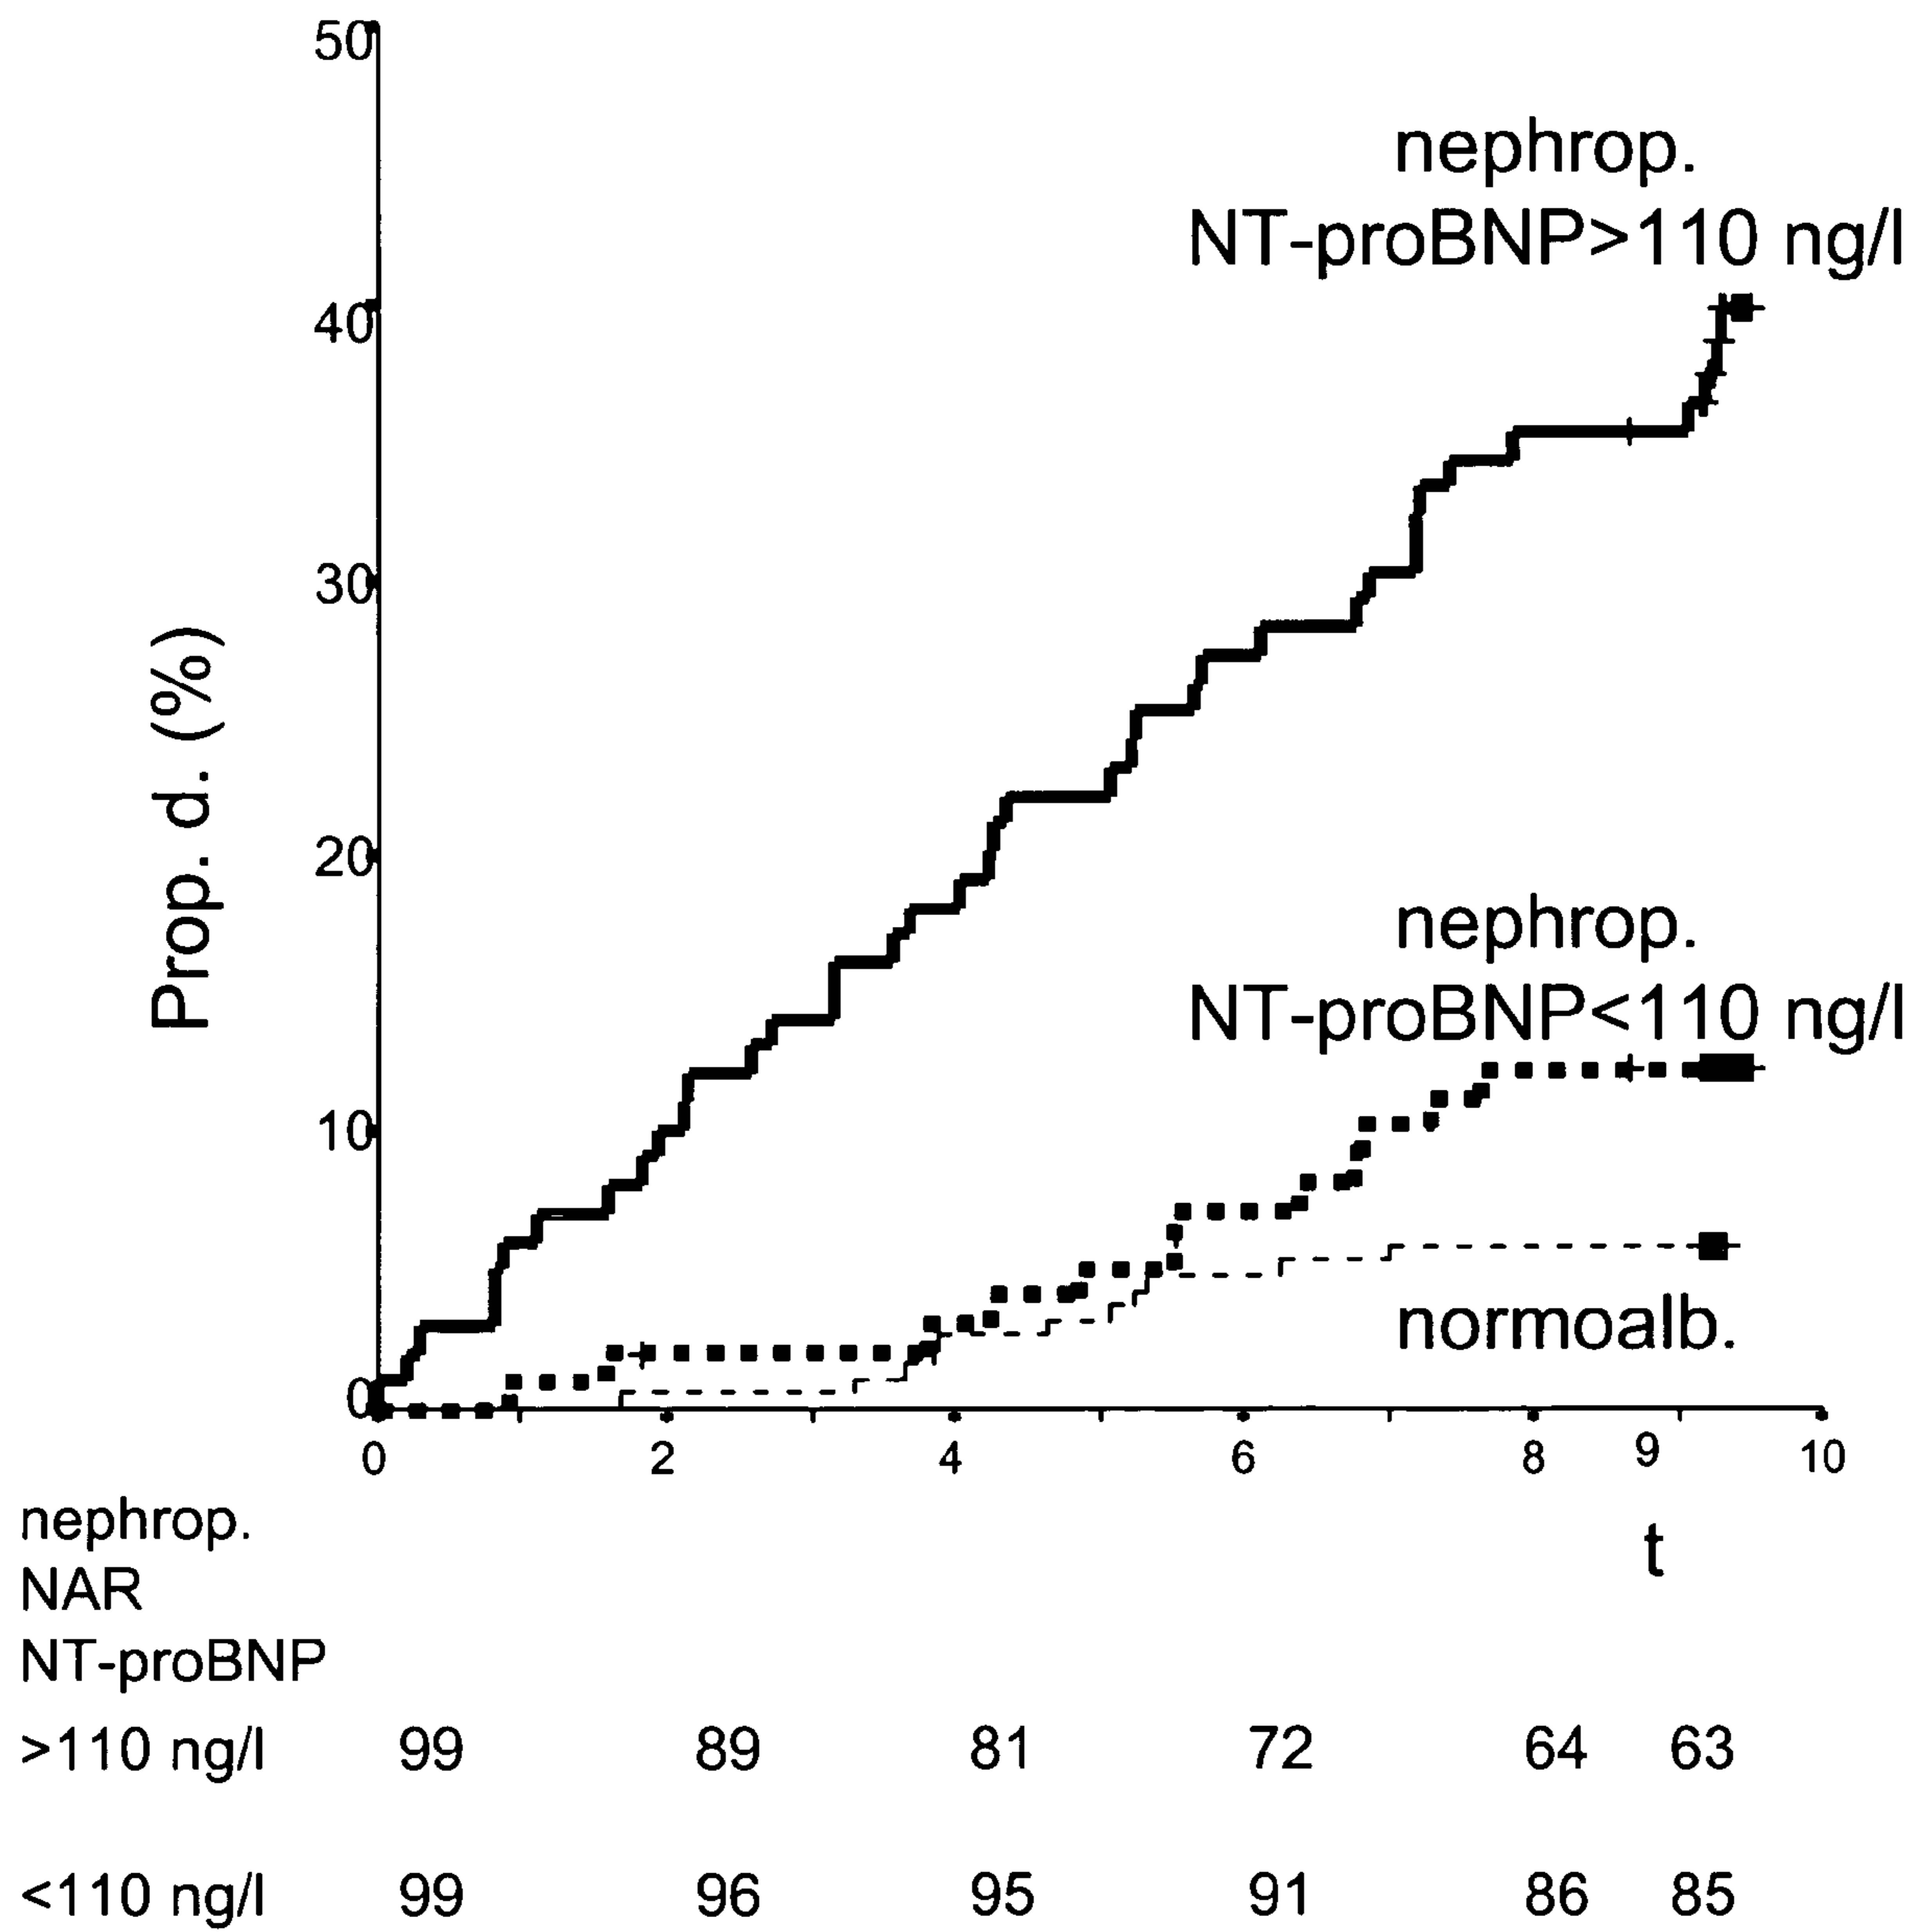 50
nephrop.
NT-proBNP>110 ng/l
40
30
Prop. d. (%)
20
nephrop.
NT-proBNP<110 ng/l
10
normoalb.
0
0 2 4 6 8 9 10
t
nephrop.
NAR
NT-proBNP
>110 ng/l 99 89 81 72 64 63
<110 ng/l 99 96 95 91 86 85